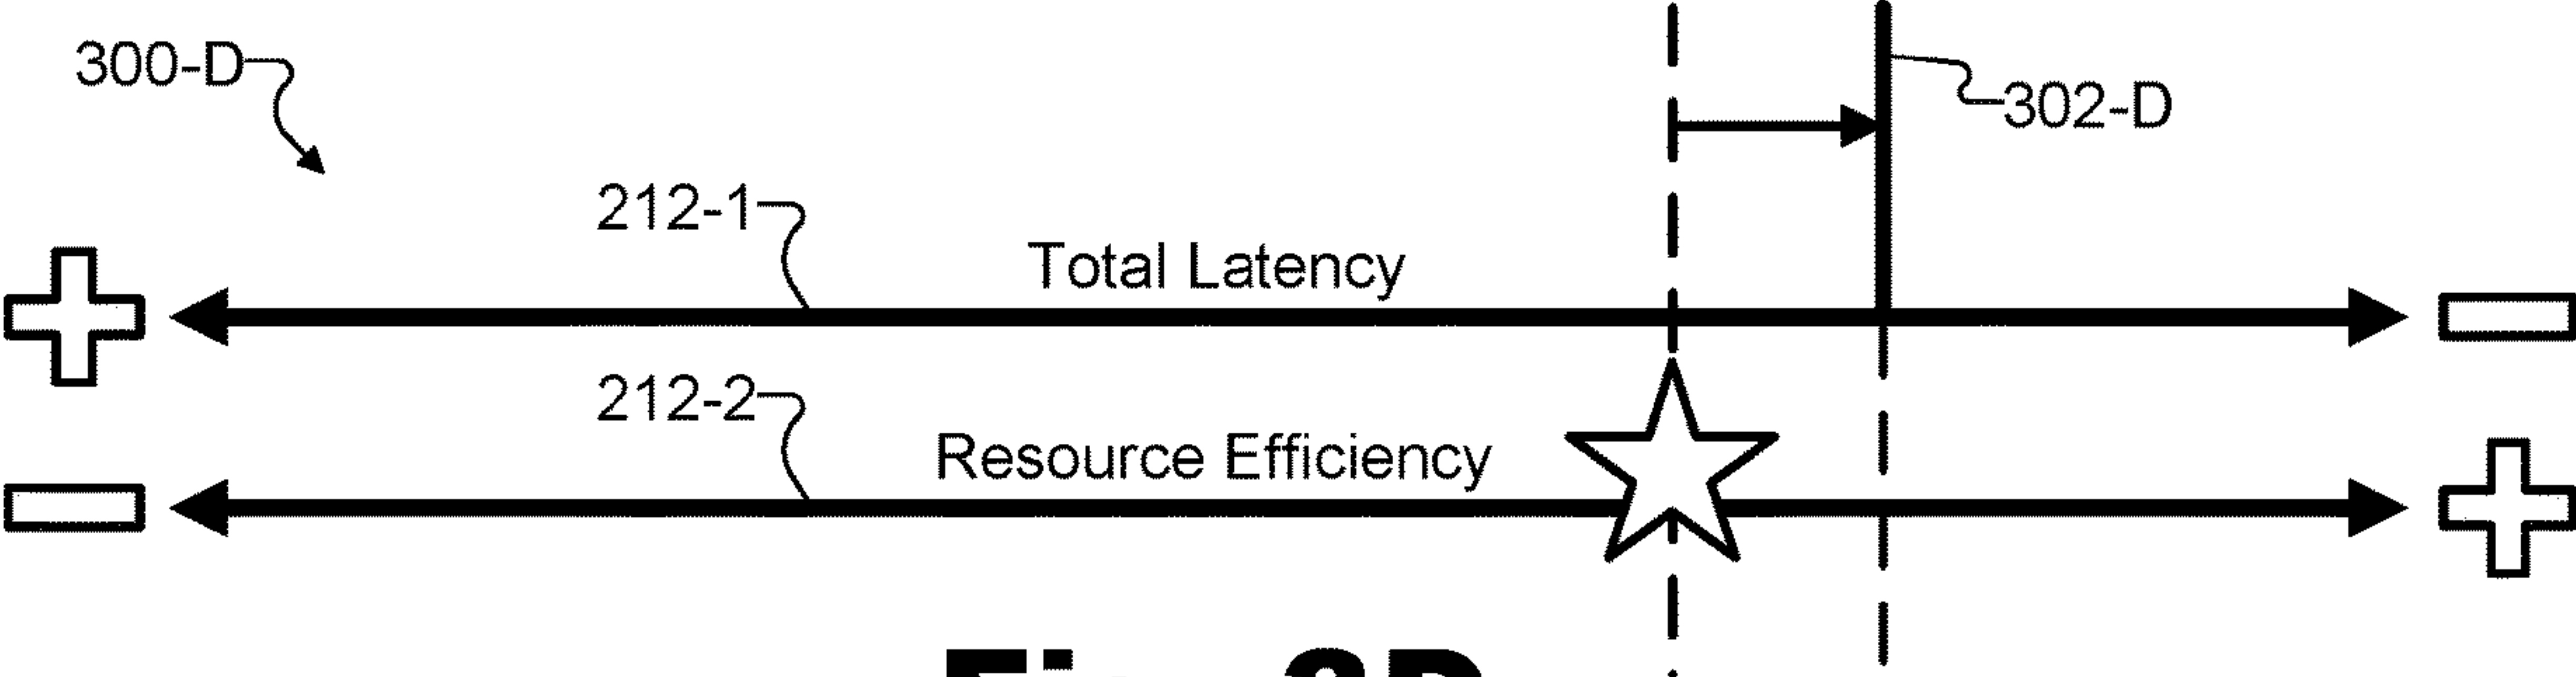 300-D
302-D
212-1
Total Latency
212-2
Resource Efficiency